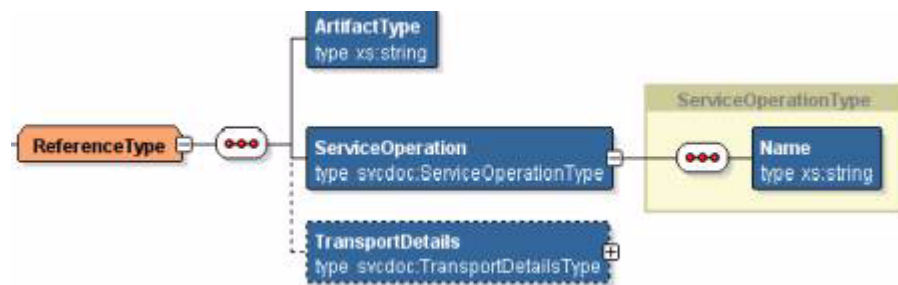 ArtifactType
type xs:string
ReferenceType
ServiceOperation
type svcdoc:ServiceOperationType
ServiceOperationType
Name
type xs:string
TransportDetails
type svcdoc:TransportDetailsType